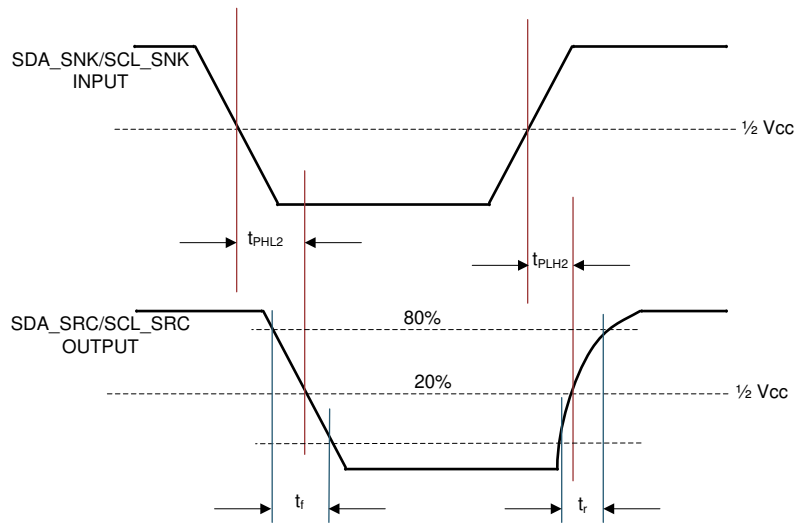 SDA_SNK/SCL_SNK
INPUT
½ Vcc
tPHL2
tPLH2
SDA_SRC/SCL_SRC
OUTPUT
80%
20%
½ Vcc
tf
tr